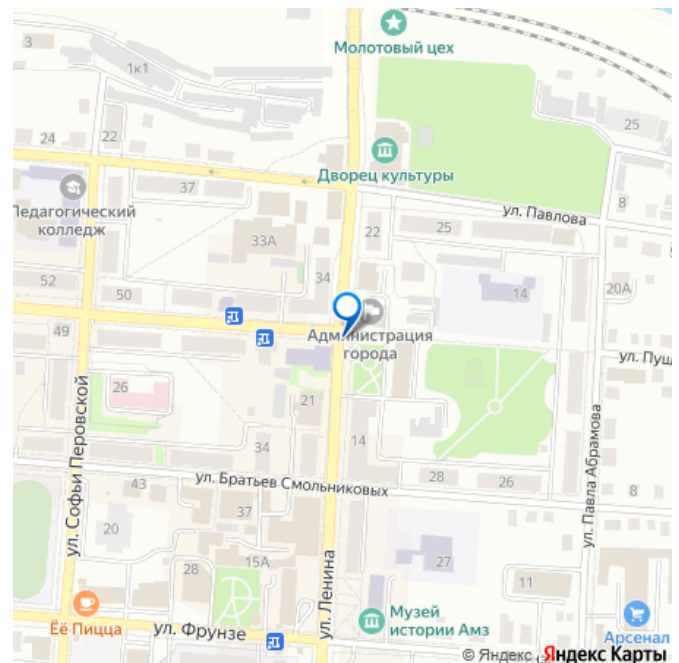 3
Молотовый цех
1к1
25
24
22
Дворец культуры
37
8
Педагогический
колледж
ул. Павлова
22
25
33А
34
52
50
20А
14
Администрация
города
49
ул. Пущ
26
21
14
34
ул. Софьи Перовской
ул. Павла Абрамова
28
26
43
ул. Братьев Смольниковых
8
37
20
15А
27
28
11
ул. Ленина
Её Пицца
ул. Фрунзе
Музей
истории Амз
Арсенал
© Яндекс Яндекс Карты